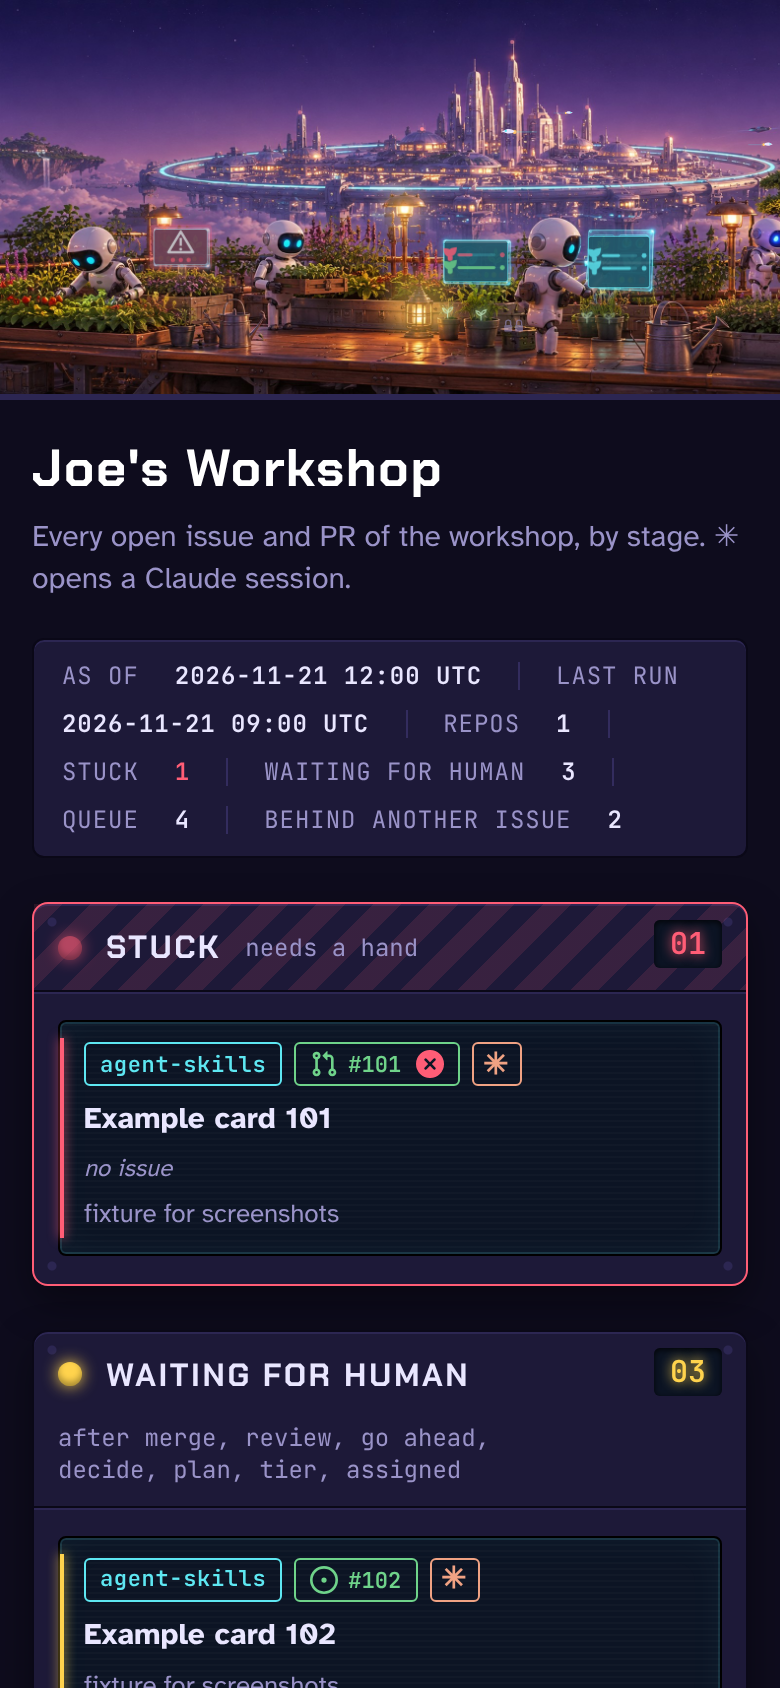 Joe's Workshop
Every open issue and PR of the workshop, by stage. ✳
opens a Claude session.
AS OF 2026-11-21 12:00 UTC LAST RUN
2026-11-21 09:00 UTC REPOS 1
STUCK 1 WAITING FOR HUMAN 3
QUEUE 4 BEHIND ANOTHER ISSUE 2
STUCK needs a hand 01
agent-skills #101
Example card 101
no issue
fixture for screenshots
WAITING FOR HUMAN 03
after merge, review, go ahead,
decide, plan, tier, assigned
agent-skills #102
Example card 102
fixture for screenshots